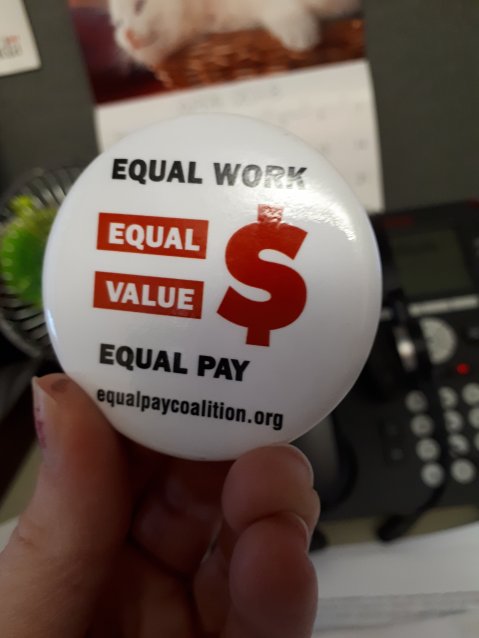 EQUAL WORK
EQUAL
VALUE
$
EQUAL PAY
equalpaycoalition.org